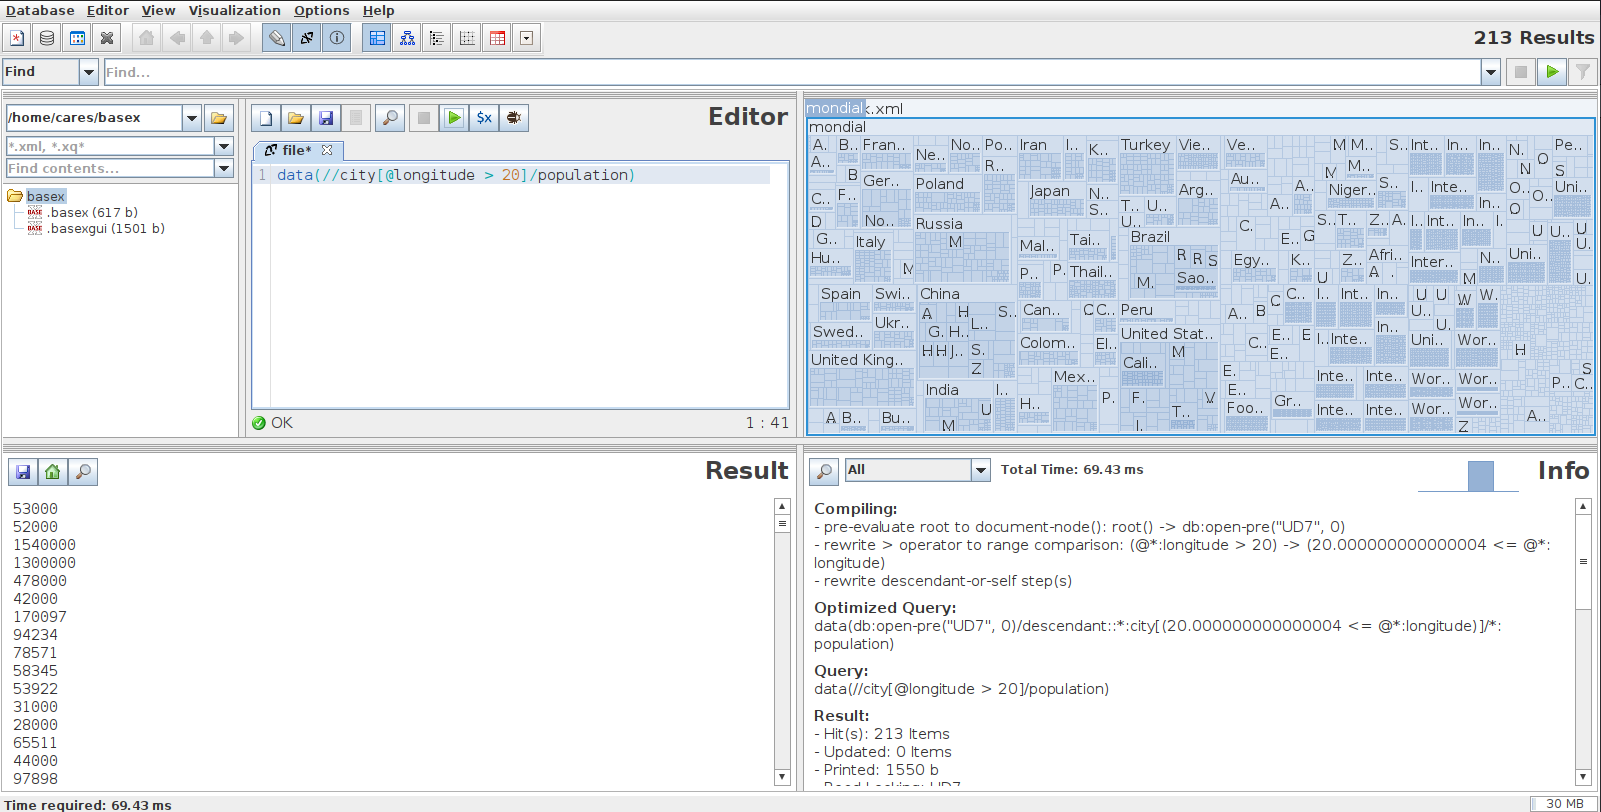 Database Editor View Visualization Options Help
213 Results
Find
Find...
/home/cares/basex
*.xml, *.xq*
Find contents...
basex
.basex (617 b)
.basexgui (1501 b)
Editor
file*
1 data(//city[@longitude > 20]/population)
OK
1 : 41
mondial
.xml
mondial
A.. B.. Fran.. No.. Po.. Iran I.. K.. Turkey Vie.. Ve.. M M.. S.. Int.. In.. In.. N. Pe..
A.. Ne.. R.. M.. N. O S
B Ger.. Poland Japan N.. Arg.. Au.. A.. M Niger.. S.. I.. Inte.. O.. Uni..
C.. F.. S.. T.. U.. A.. In.. O
D No.. Russia U.. C. S.. T.. Z.. A. I.. Int.. In.. U U.. U.
G.. Italy M Mal.. Tai.. Brazil E.. G U.
Hu.. M P.. P. Thail.. R R S Egy.. K.. Z.. Afri.. Inter.. N.. Uni..
M. Sao.. U A M U.
Spain Swi.. China Can.. C C.. Peru C C.. I.. Int.. In.. U U W W.
A H S.. A.. B U..
Swed.. Ukr.. G. H.. L.. Colom.. El.. United Stat.. E.. E I.. Inte.. In.. U. Uni.. Wor..
H H J.. S. M C.. E.. H
United King.. Z Mex.. Cali.. E. Inte.. Inte.. Wor.. Wor.. P.. C..
India I.. P. F. V E.. S
U H.. T.. Foo.. Gr.. Inte.. Inte.. Wor.. Wor.. A..
A B.. Bu.. M I. Z
OK
Result
53000
52000
1540000
1300000
478000
42000
170097
94234
78571
58345
53922
31000
28000
65511
44000
97898
All
Total Time: 69.43 ms
Info
Compiling:
- pre-evaluate root to document-node(): root() -> db:open-pre("UD7", 0)
- rewrite > operator to range comparison: (@*:longitude > 20) -> (20.000000000000004 <= @*:
longitude)
- rewrite descendant-or-self step(s)
Optimized Query:
data(db:open-pre("UD7", 0)/descendant::*:city[(20.000000000000004 <= @*:longitude)]/*:
population)
Query:
data(//city[@longitude > 20]/population)
Result:
- Hit(s): 213 Items
- Updated: 0 Items
- Printed: 1550 b
- Read Locking: UD7
Time required: 69.43 ms
30 MB